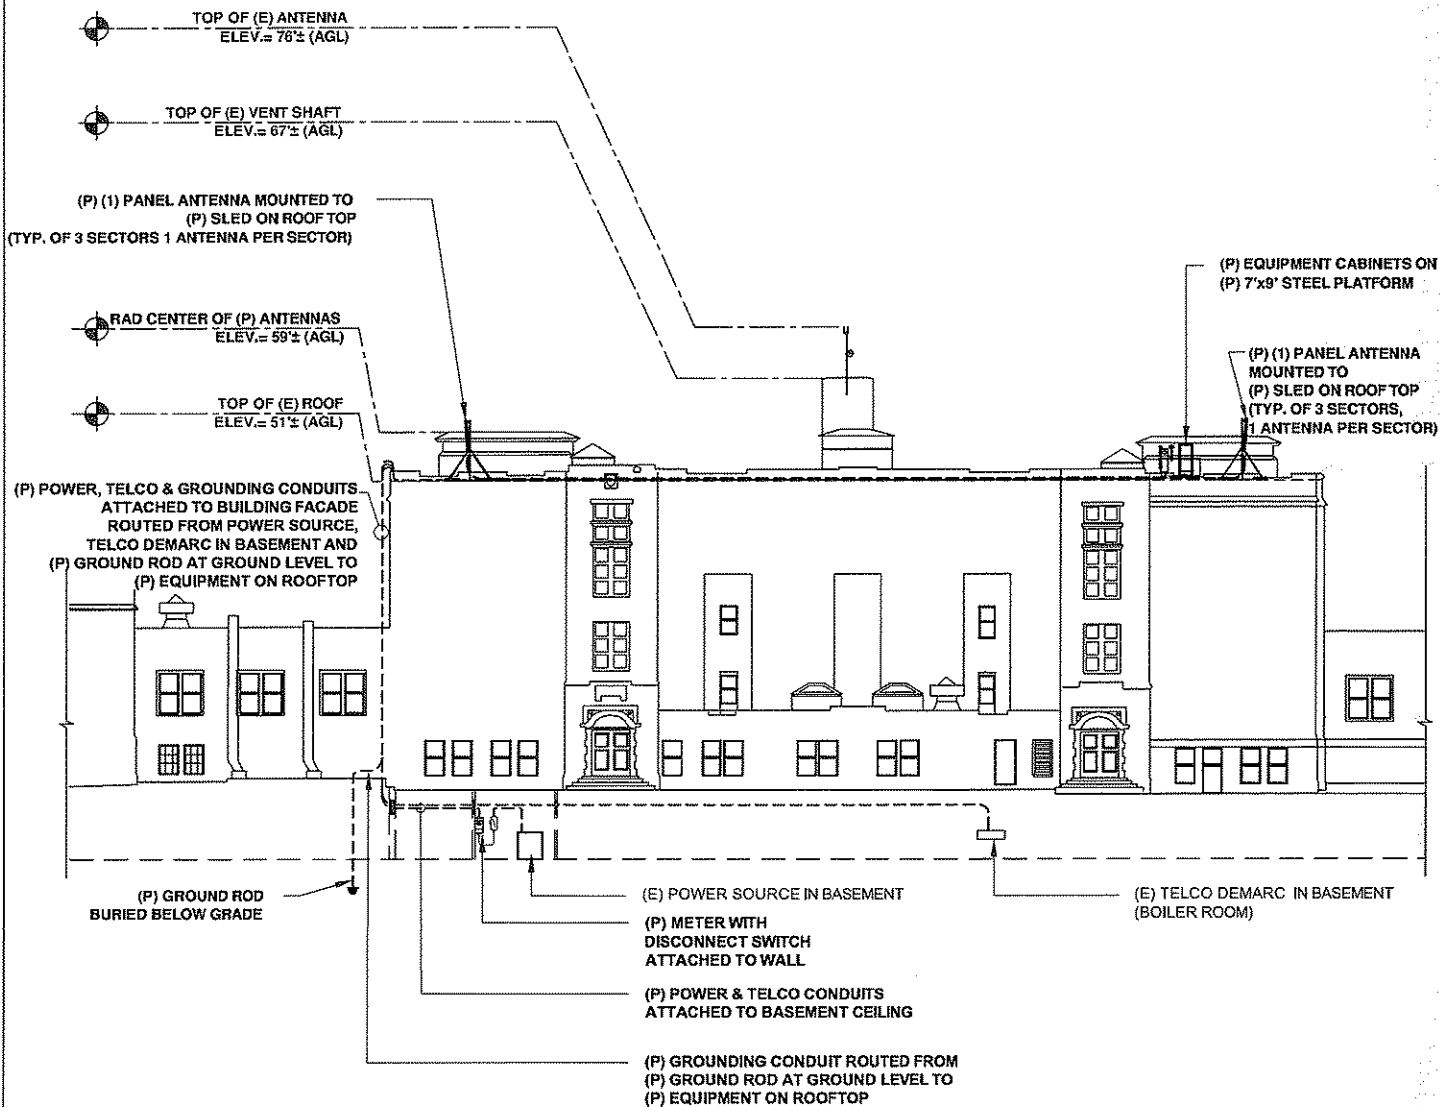 TOP OF (E) ANTENNA
ELEV.= 76'± (AGL)
TOP OF (E) VENT SHAFT
ELEV.= 67'± (AGL)
(P) (1) PANEL ANTENNA MOUNTED TO
(P) SLED ON ROOFTOP
(TYP. OF 3 SECTORS 1 ANTENNA PER SECTOR)
RAD CENTER OF (P) ANTENNAS
ELEV.= 59'± (AGL)
TOP OF (E) ROOF
ELEV.= 51'± (AGL)
(P) POWER, TELCO & GROUNDING CONDUITS
ATTACHED TO BUILDING FACADE
ROUTED FROM POWER SOURCE,
TELCO DEMARC IN BASEMENT AND
(P) GROUND ROD AT GROUND LEVEL TO
(P) EQUIPMENT ON ROOFTOP
(P) EQUIPMENT CABINETS ON
(P) 7'x9' STEEL PLATFORM
(P) (1) PANEL ANTENNA
MOUNTED TO
(P) SLED ON ROOFTOP
(TYP. OF 3 SECTORS,
1 ANTENNA PER SECTOR)
(P) GROUND ROD
BURIED BELOW GRADE
(E) POWER SOURCE IN BASEMENT
(P) METER WITH
DISCONNECT SWITCH
ATTACHED TO WALL
(P) POWER & TELCO CONDUITS
ATTACHED TO BASEMENT CEILING
(P) GROUNDING CONDUIT ROUTED FROM
(P) GROUND ROD AT GROUND LEVEL TO
(P) EQUIPMENT ON ROOFTOP
(E) TELCO DEMARC IN BASEMENT
(BOILER ROOM)